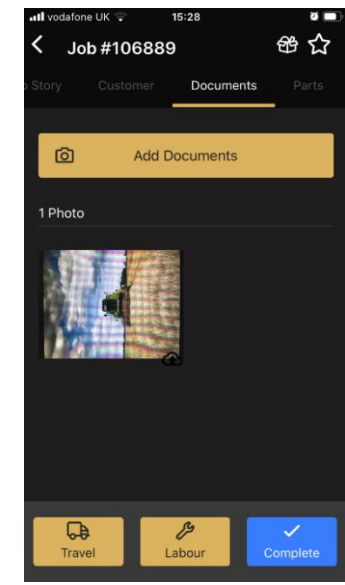 vodafone UK 15:28
Job #106889
Story Customer Documents Parts
Add Documents
1 Photo
Travel Labour Complete